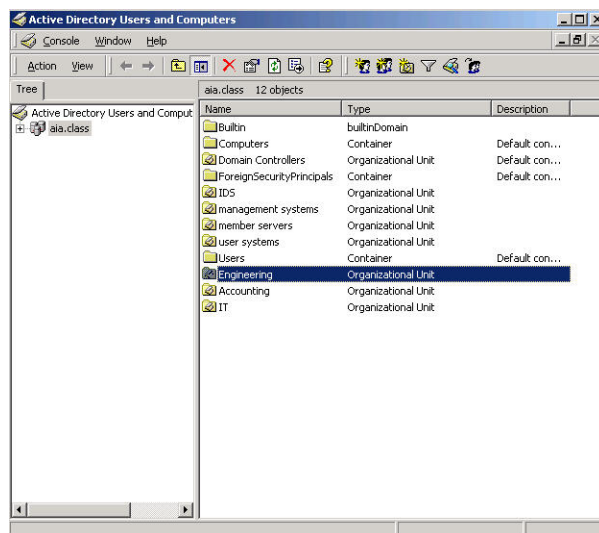 Active Directory Users and Computers
Console Window Help
Action View
Tree
aia.class 12 objects
Active Directory Users and Comput
aia.class
Name Type Description
Builtin builtinDomain
Computers Container Default con...
Domain Controllers Organizational Unit
ForeignSecurityPrincipals Container Default con...
IDS Organizational Unit
management systems Organizational Unit
member servers Organizational Unit
user systems Organizational Unit
Users Container Default con...
Engineering Organizational Unit
Accounting Organizational Unit
IT Organizational Unit